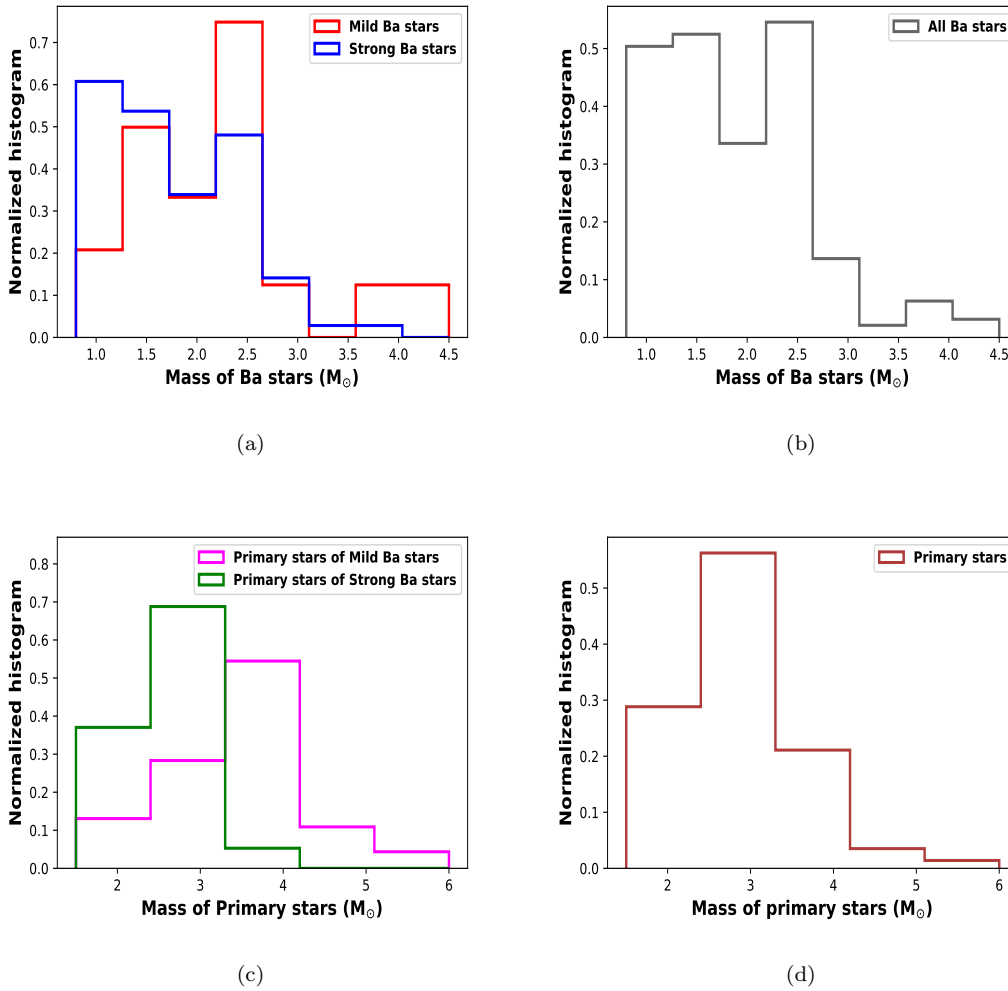 Mild Ba stars
Strong Ba stars
Normalized histogram
0.0
0.1
0.2
0.3
0.4
0.5
0.6
0.7
1.0 1.5 2.0 2.5 3.0 3.5 4.0 4.5
Mass of Ba stars (M⊙)
(a)
All Ba stars
Normalized histogram
0.0
0.1
0.2
0.3
0.4
0.5
1.0 1.5 2.0 2.5 3.0 3.5 4.0 4.5
Mass of Ba stars (M⊙)
(b)
Primary stars of Mild Ba stars
Primary stars of Strong Ba stars
Normalized histogram
0.0
0.1
0.2
0.3
0.4
0.5
0.6
0.7
0.8
2 3 4 5 6
Mass of Primary stars (M⊙)
(c)
Primary stars
Normalized histogram
0.0
0.1
0.2
0.3
0.4
0.5
2 3 4 5 6
Mass of primary stars (M⊙)
(d)